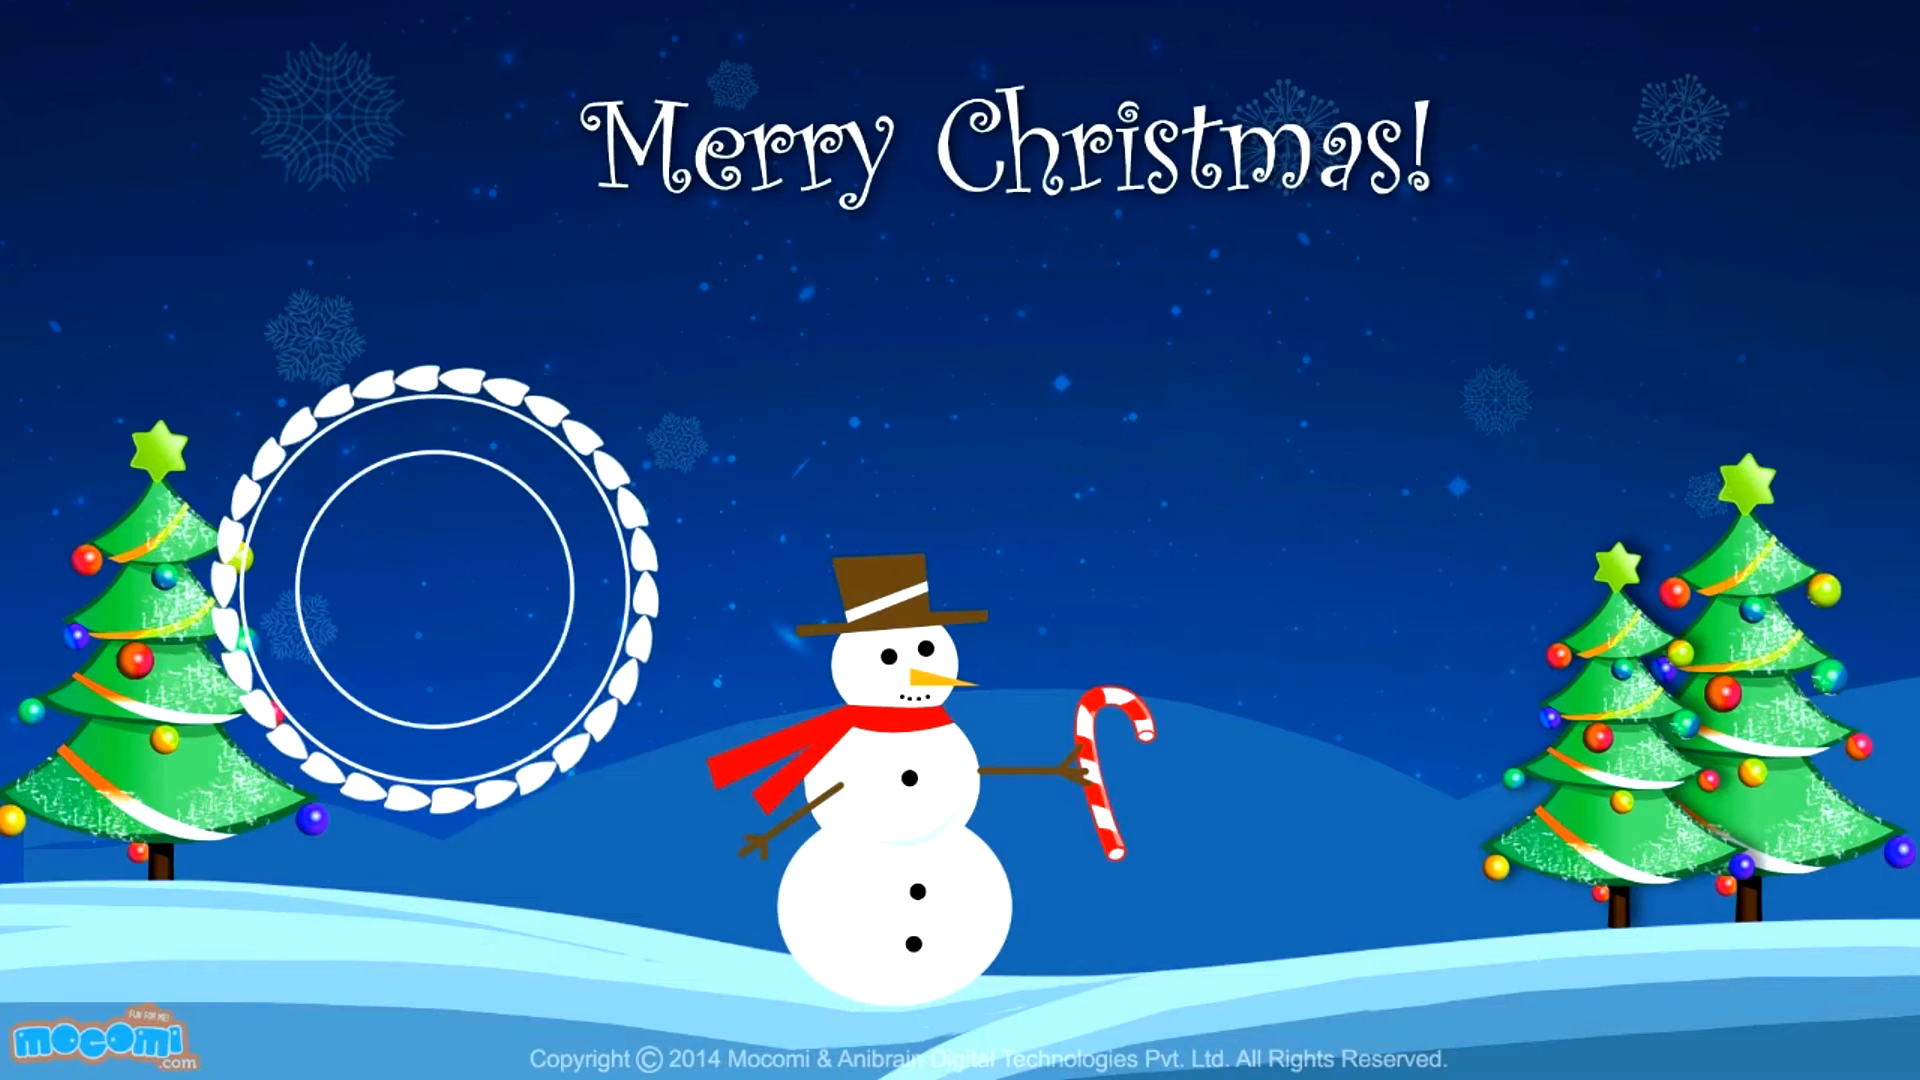 Merry Christmas!
FUN FOR ME!
mocomi
.com
Copyright © 2014 Mocomi & Anibrain Digital Technologies Pvt. Ltd. All Rights Reserved.